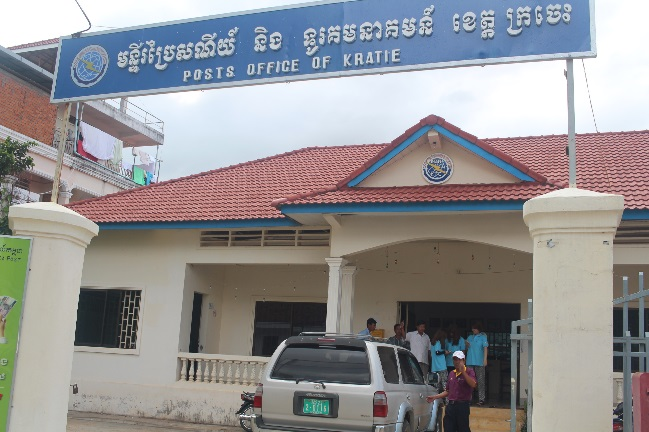 មន្ទីរប្រៃសណីយ៍ និង ទូរគមនាគមន៍ ខេត្ត ក្រចេះ
POSTS OFFICE OF KRATIE